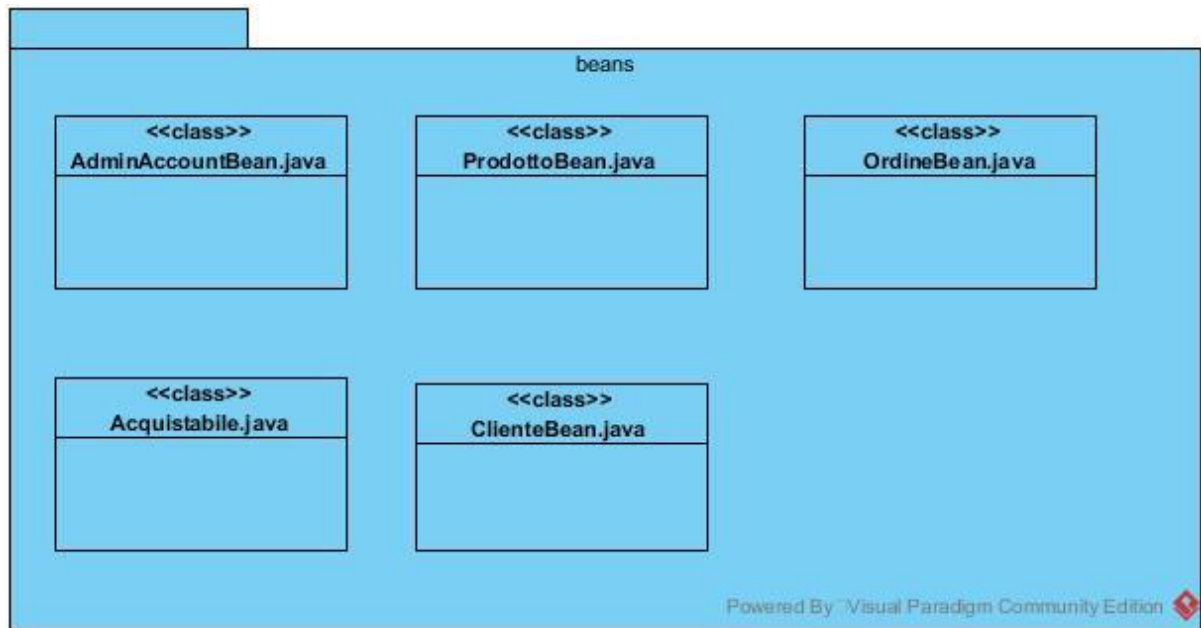 beans
<<class>>
AdminAccountBean.java
<<class>>
ProdottoBean.java
<<class>>
OrdineBean.java
<<class>>
Acquistabile.java
<<class>>
ClienteBean.java
Powered By Visual Paradigm Community Edition